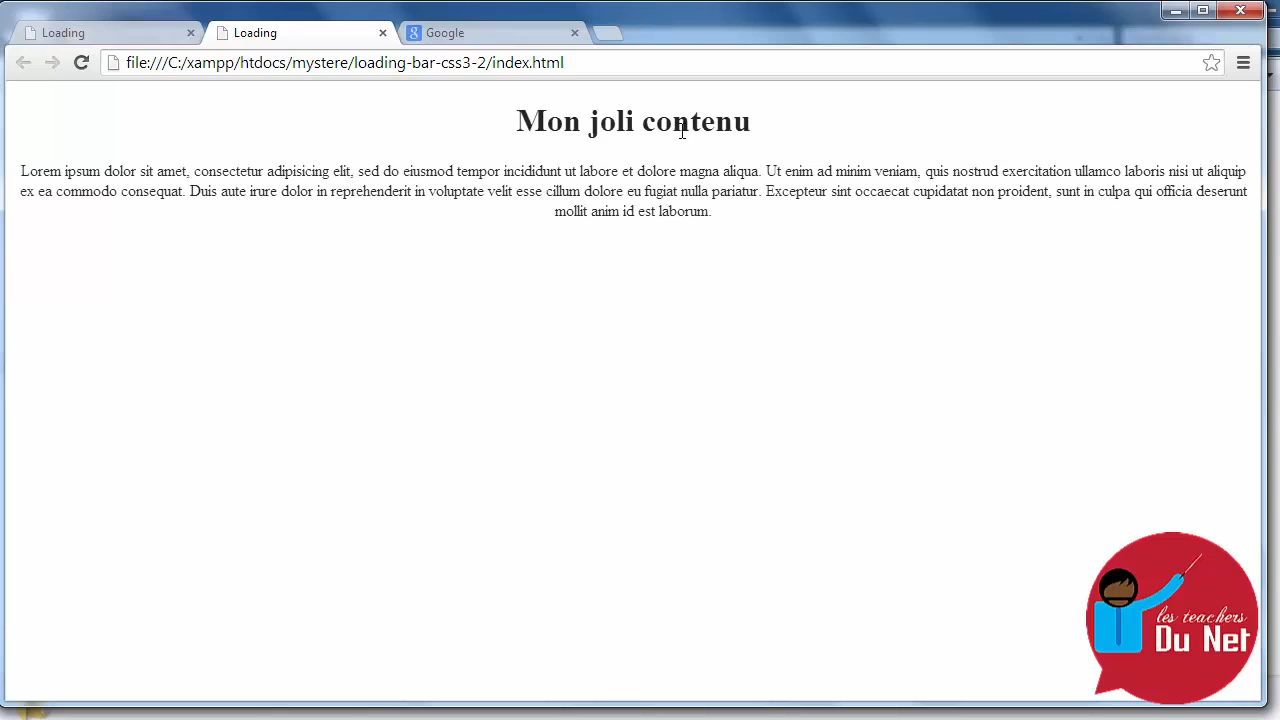 Loading
Loading
Google
file:///C:/xampp/htdocs/mystere/loading-bar-css3-2/index.html
Mon joli contenu
Lorem ipsum dolor sit amet, consectetur adipisicing elit, sed do eiusmod tempor incididunt ut labore et dolore magna aliqua. Ut enim ad minim veniam, quis nostrud exercitation ullamco laboris nisi ut aliquip
ex ea commodo consequat. Duis aute irure dolor in reprehenderit in voluptate velit esse cillum dolore eu fugiat nulla pariatur. Excepteur sint occaecat cupidatat non proident, sunt in culpa qui officia deserunt
mollit anim id est laborum.
les teachers
Du Net